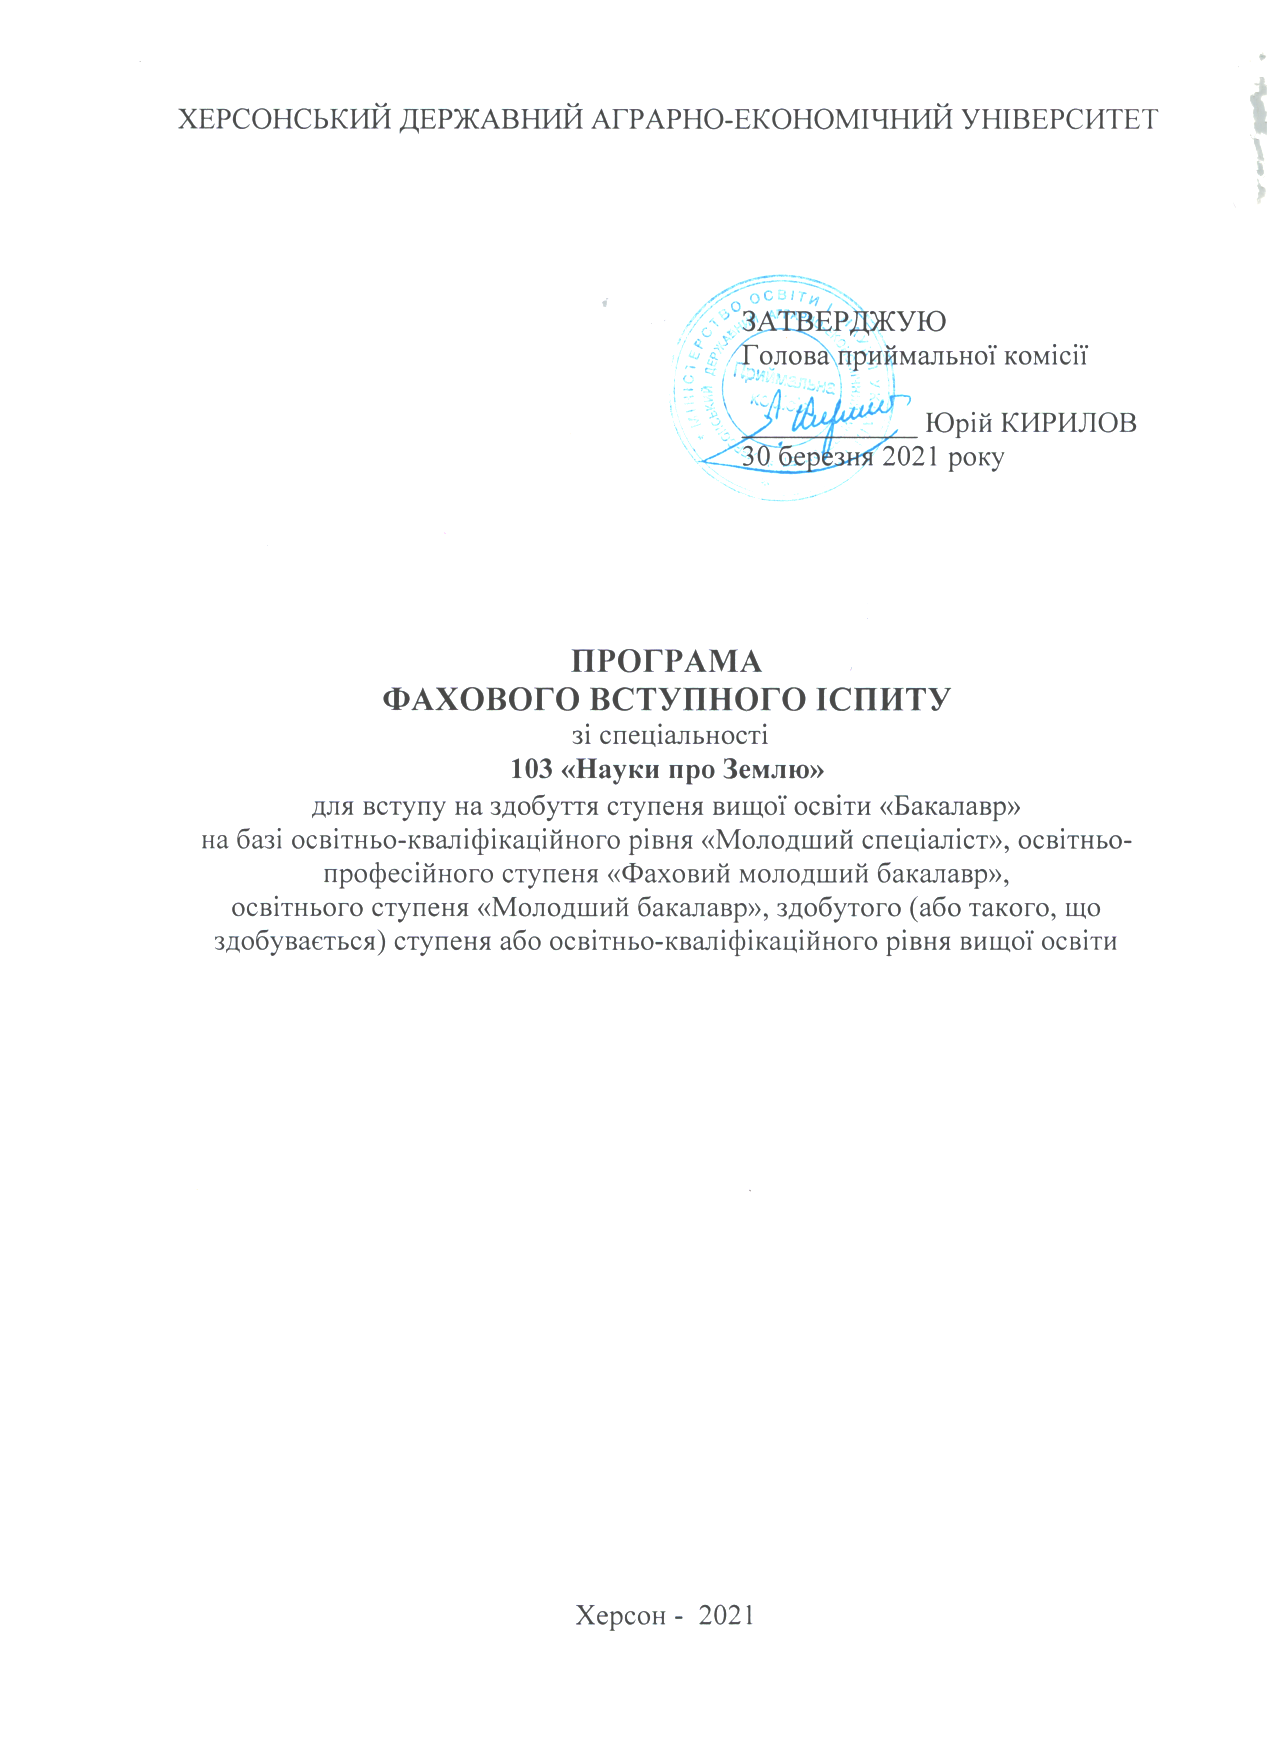 ХЕРСОНСЬКИЙ ДЕРЖАВНИЙ АГРАРНО-ЕКОНОМІЧНИЙ УНІВЕРСИТЕТ
МІНІСТЕРСТВО ОСВІТИ І
Приймальна
ЗАТВЕРДЖУЮ
Голова приймальної комісії
Юрій КИРИЛОВ
30 березня 2021 року
ПРОГРАМА
ФАХОВОГО ВСТУПНОГО ІСПИТУ
зі спеціальності
103 «Науки про Землю»
для вступу на здобуття ступеня вищої освіти «Бакалавр»
на базі освітньо-кваліфікаційного рівня «Молодший спеціаліст», освітньо-
професійного ступеня «Фаховий молодший бакалавр»,
освітнього ступеня «Молодший бакалавр», здобутого (або такого, що
здобувається) ступеня або освітньо-кваліфікаційного рівня вищої освіти
Херсон - 2021